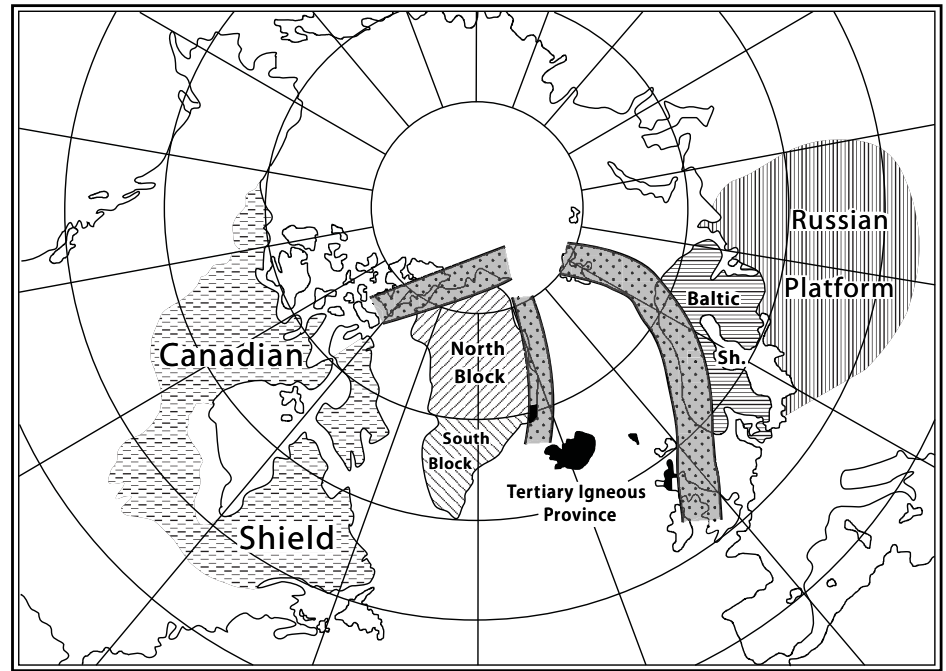 Russian
Platform
Baltic
Sh.
Canadian
Shield
North
Block
South
Block
Tertiary Igneous
Province